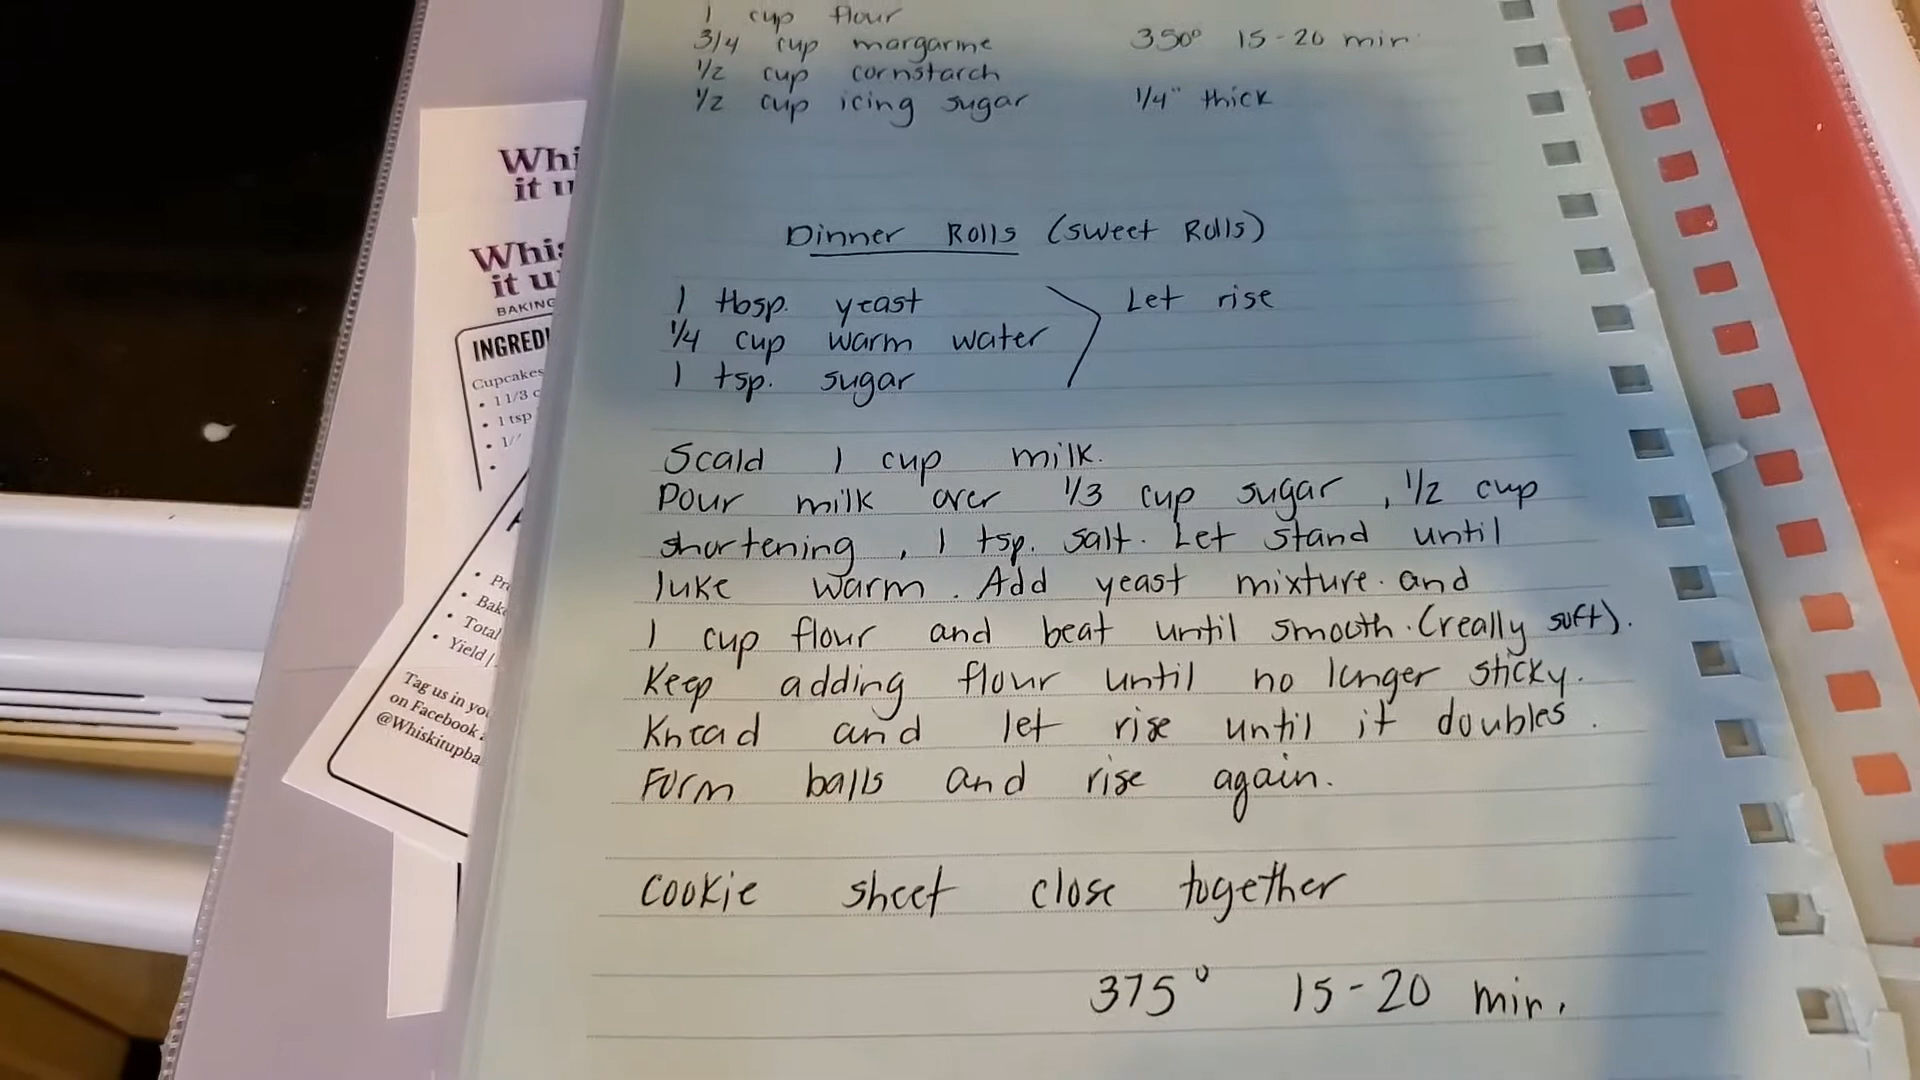 1 cup flour
3/4 cup margarine 350° 15-20 min
1/2 cup cornstarch
1/2 cup icing sugar 1/4" thick
Dinner Rolls (Sweet Rolls)
1 tbsp. yeast Let rise
1/4 cup warm water
1 tsp. sugar
Scald 1 cup milk.
Pour milk over 1/3 cup sugar, 1/2 cup
shortening, 1 tsp. salt. Let stand until
luke warm. Add yeast mixture. and
1 cup flour and beat until smooth. (really soft).
Keep adding flour until no longer sticky.
Knead and let rise until it doubles.
Form balls and rise again.
cookie sheet close together
375° 15-20 min.
Whi
it u
Whis
it u
BAKING
INGREDI
Cupcakes
• 1 1/3 c
• 1 tsp
• 1/
• Pr
• Bak
• Total
• Yield |
Tag us in yo
on Facebook
@Whiskitupba